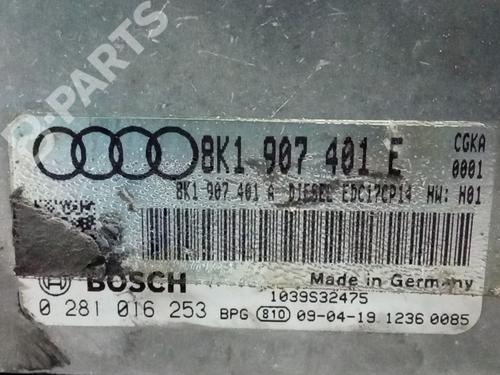 B-PARTS
8K1 907 401 E
CGKA
0001
8K1 907 401 A DIESEL EDC17CP14 HW: H01
BOSCH
Made in Germany
1039S32475
0 281 016 253 BPG 810 09-04-19 1236 0085